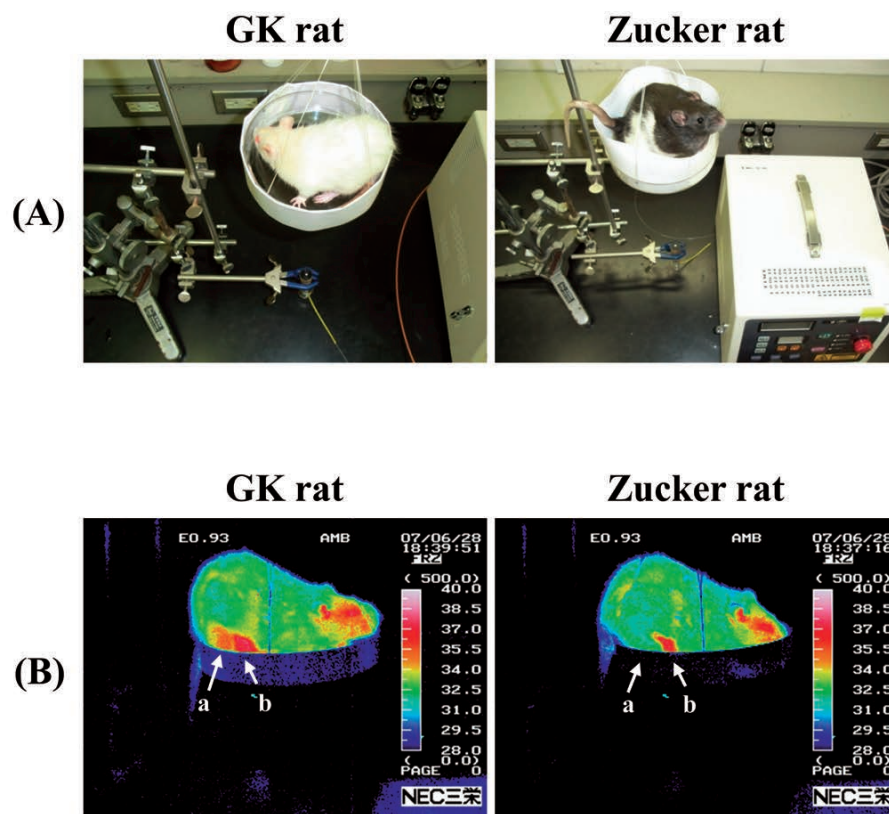 GK rat
Zucker rat
(A)
GK rat
Zucker rat
(B)
E0.93 AMB 07/06/28
18:39:51
FRZ
( 500.0)
40.0
38.5
37.0
35.5
34.0
32.5
31.0
29.5
28.0
( 0.0)
PAGE 0
NEC三栄
a
b
E0.93 AMB 07/06/28
18:37:16
FRZ
( 500.0)
40.0
38.5
37.0
35.5
34.0
32.5
31.0
29.5
28.0
( 0.0)
PAGE 0
NEC三栄
a
b